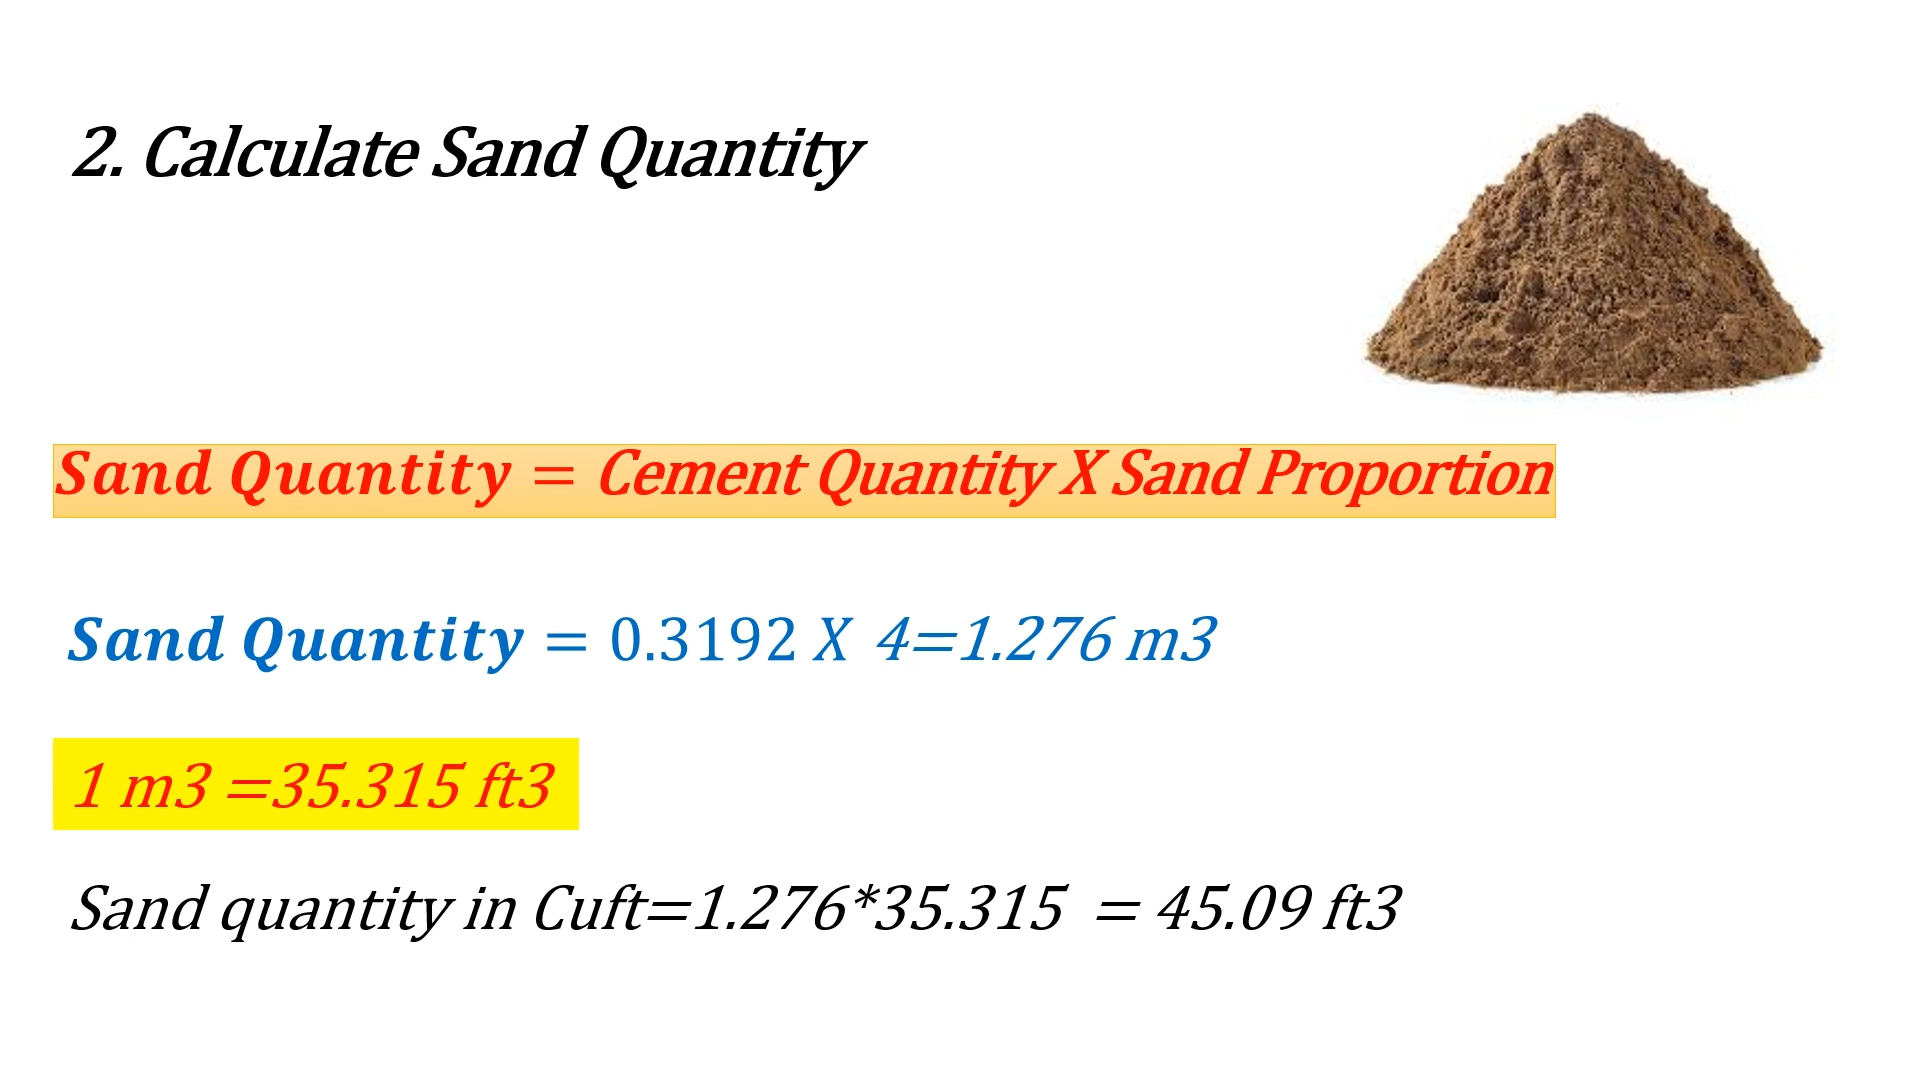 2. Calculate Sand Quantity
Sand Quantity = Cement Quantity X Sand Proportion
Sand Quantity = 0.3192 X 4=1.276 m3
1 m3 =35.315 ft3
Sand quantity in Cuft=1.276*35.315 = 45.09 ft3